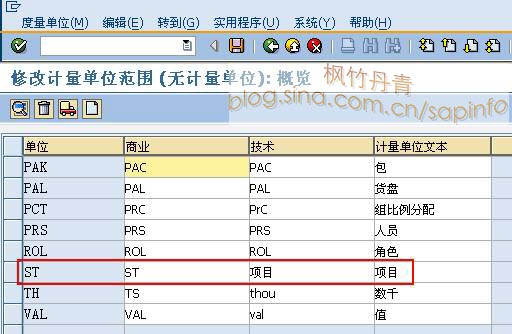 度量单位(M) 编辑(E) 转到(G) 实用程序(U) 系统(Y) 帮助(H)
修改计量单位范围 (无计量单位): 概览
枫竹丹青
blog.sina.com.cn/sapinfo
单位 商业 技术 计量单位文本
PAK PAC PAC 包
PAL PAL PAL 货盘
PCT PRC PrC 组比例分配
PRS PRS PRS 人员
ROL ROL ROL 角色
ST ST 项目 项目
TH TS thou 数千
VAL VAL val 值